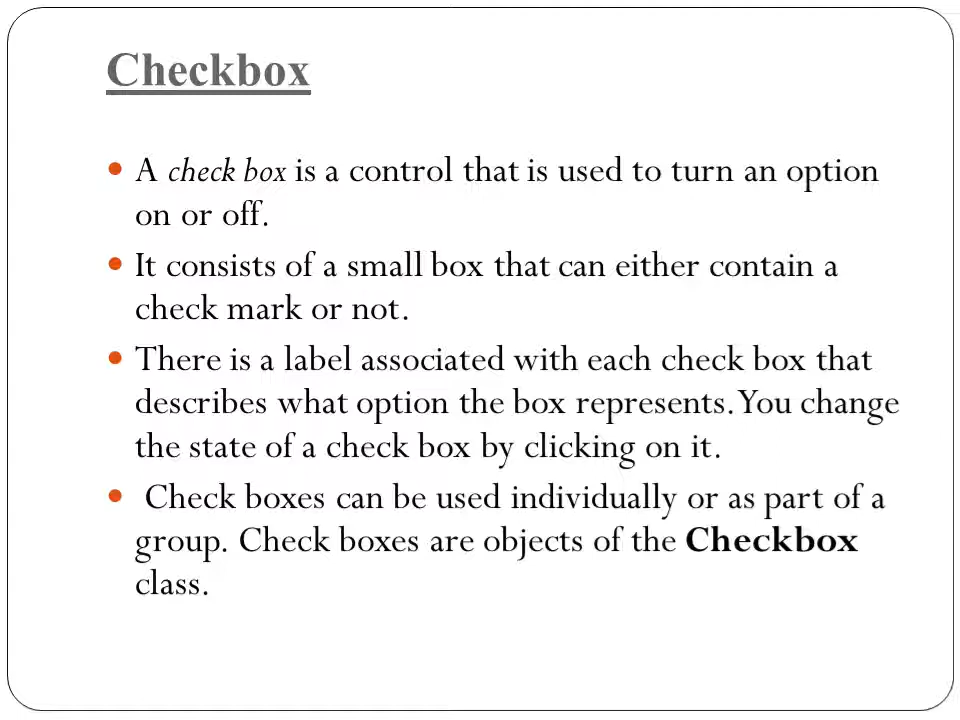 Checkbox
• A check box is a control that is used to turn an option
on or off.
• It consists of a small box that can either contain a
check mark or not.
• There is a label associated with each check box that
describes what option the box represents. You change
the state of a check box by clicking on it.
• Check boxes can be used individually or as part of a
group. Check boxes are objects of the Checkbox
class.